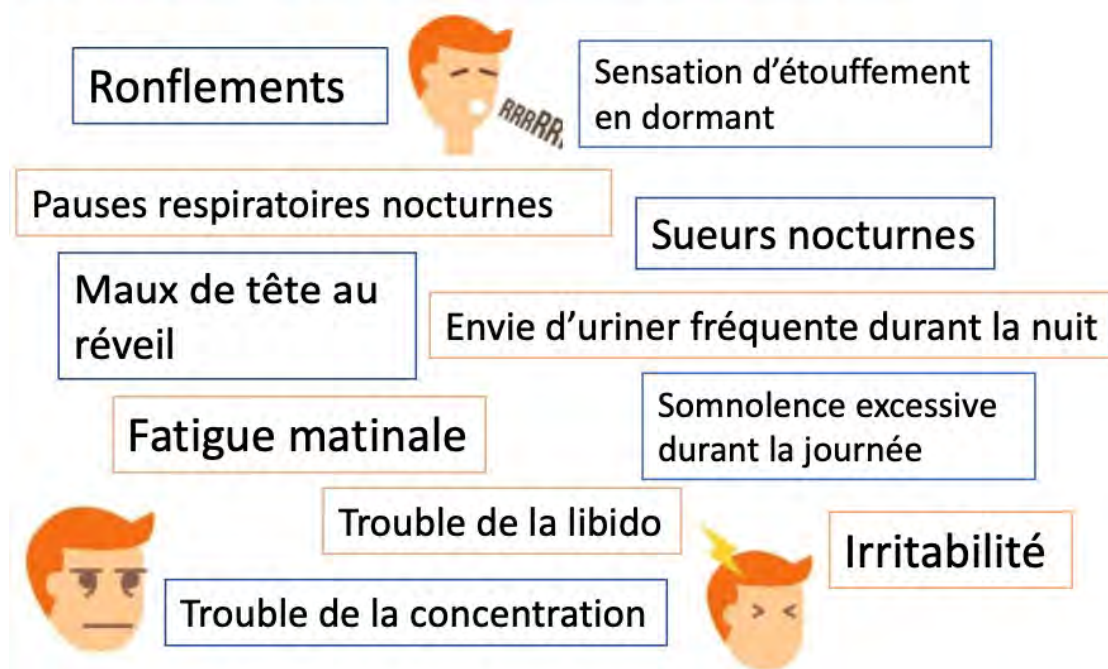 Ronflements
RRRRRR
Sensation d’étouffement
en dormant
Pauses respiratoires nocturnes
Sueurs nocturnes
Maux de tête au
réveil
Envie d’uriner fréquente durant la nuit
Fatigue matinale
Somnolence excessive
durant la journée
Trouble de la libido
Irritabilité
Trouble de la concentration